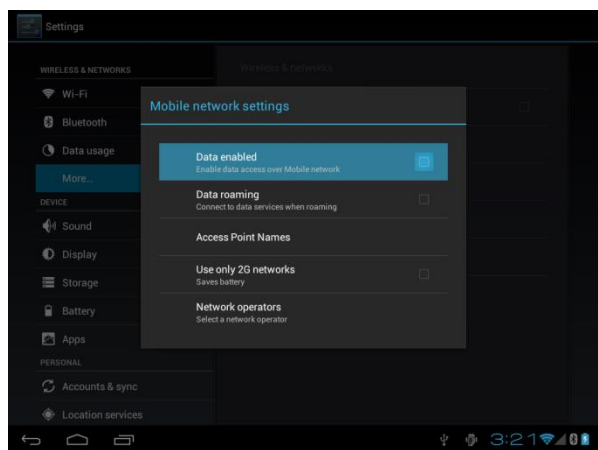 Settings
WIRELESS & NETWORKS
Wireless & networks
Wi-Fi
Bluetooth
Data usage
More...
DEVICE
Sound
Display
Storage
Battery
Apps
PERSONAL
Accounts & sync
Location services
Mobile network settings
Data enabled
Enable data access over Mobile network
Data roaming
Connect to data services when roaming
Access Point Names
Use only 2G networks
Saves battery
Network operators
Select a network operator
3:21